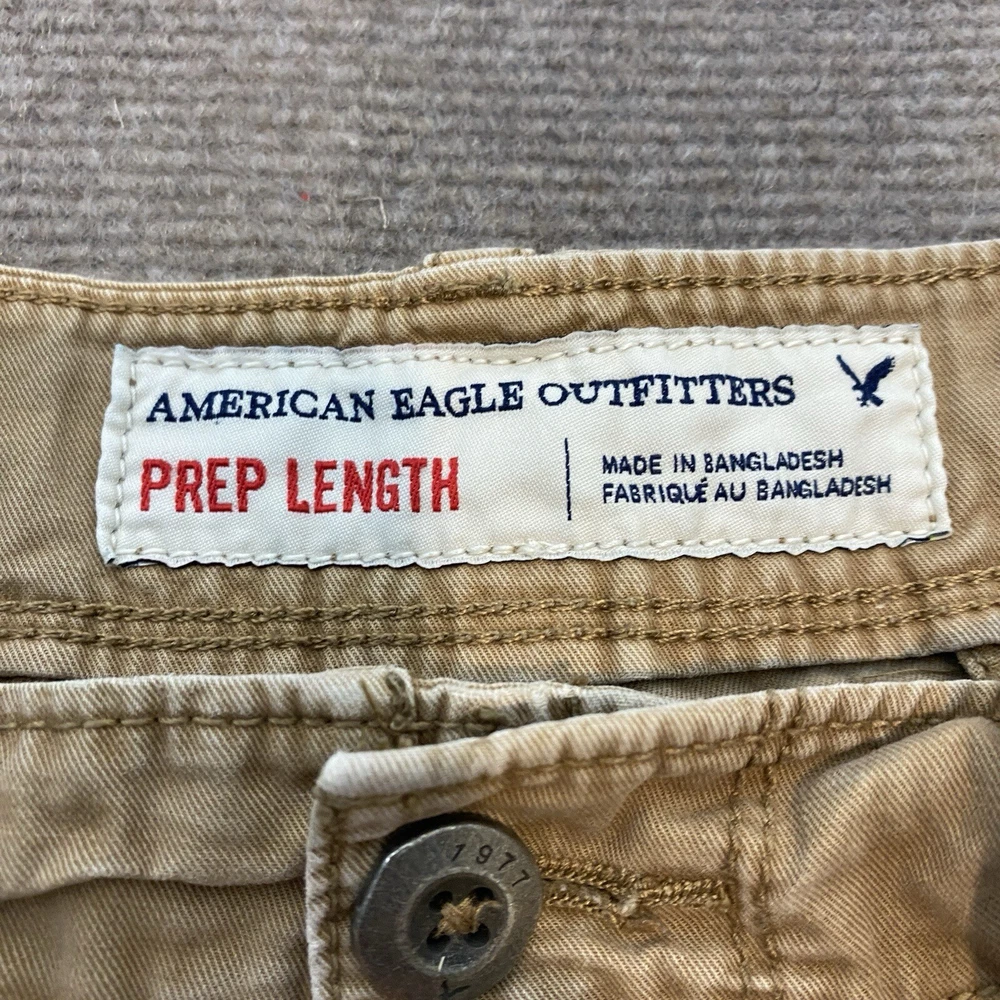 AMERICAN EAGLE OUTFITTERS
PREP LENGTH
MADE IN BANGLADESH
FABRIQUÉ AU BANGLADESH
1977